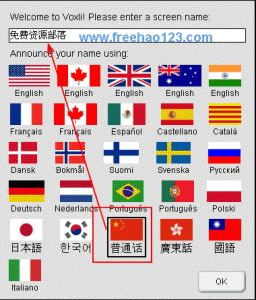 Welcome to Voxli! Please enter a screen name:
免费资源部落
www.freehao123.com
Announce your name using:
English English English English English
Français Français Español Castellano Català
Dansk Bokmål Suomi Svenska Русский
Deutsch Nederlands Português Português Polski
日本語 한국어 普通话 廣東話 國語
Italiano
OK